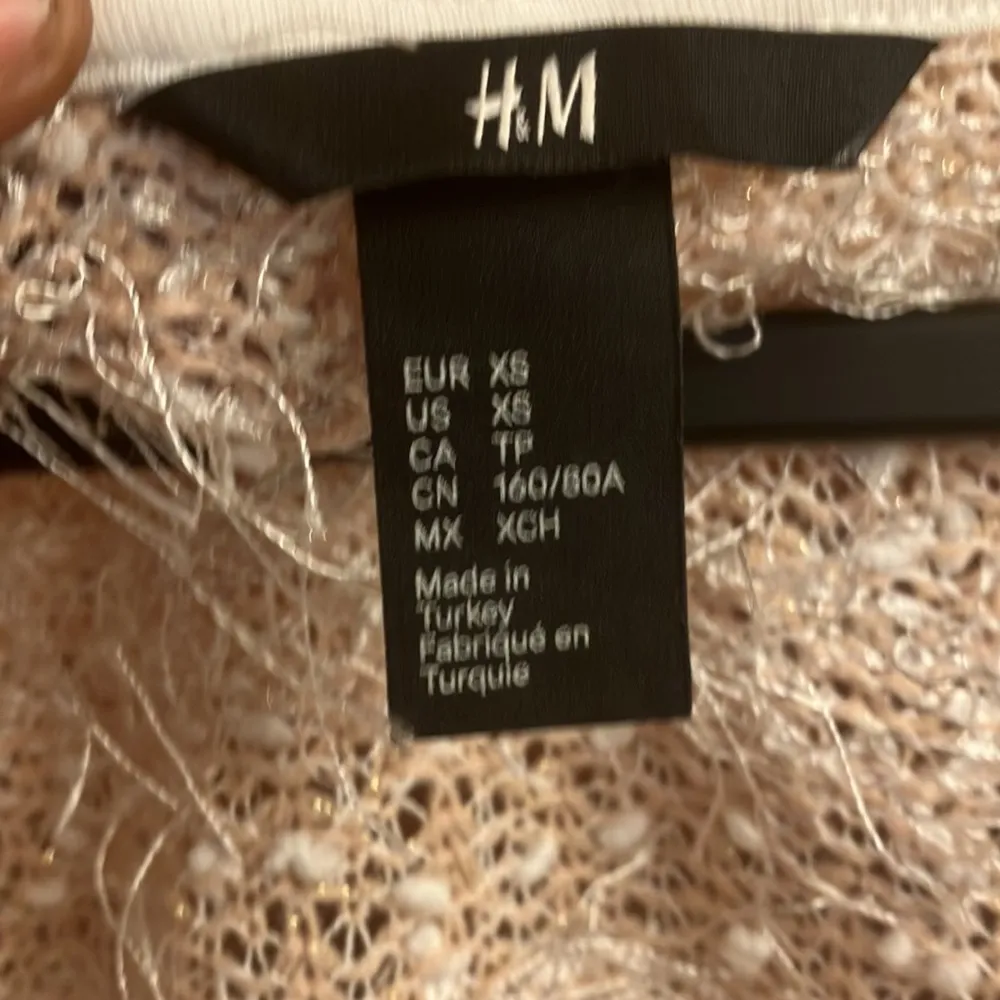 H&M
EUR XS
US XS
CA TP
CN 160/80A
MX XCH
Made in
Turkey
Fabriqué en
Turquie